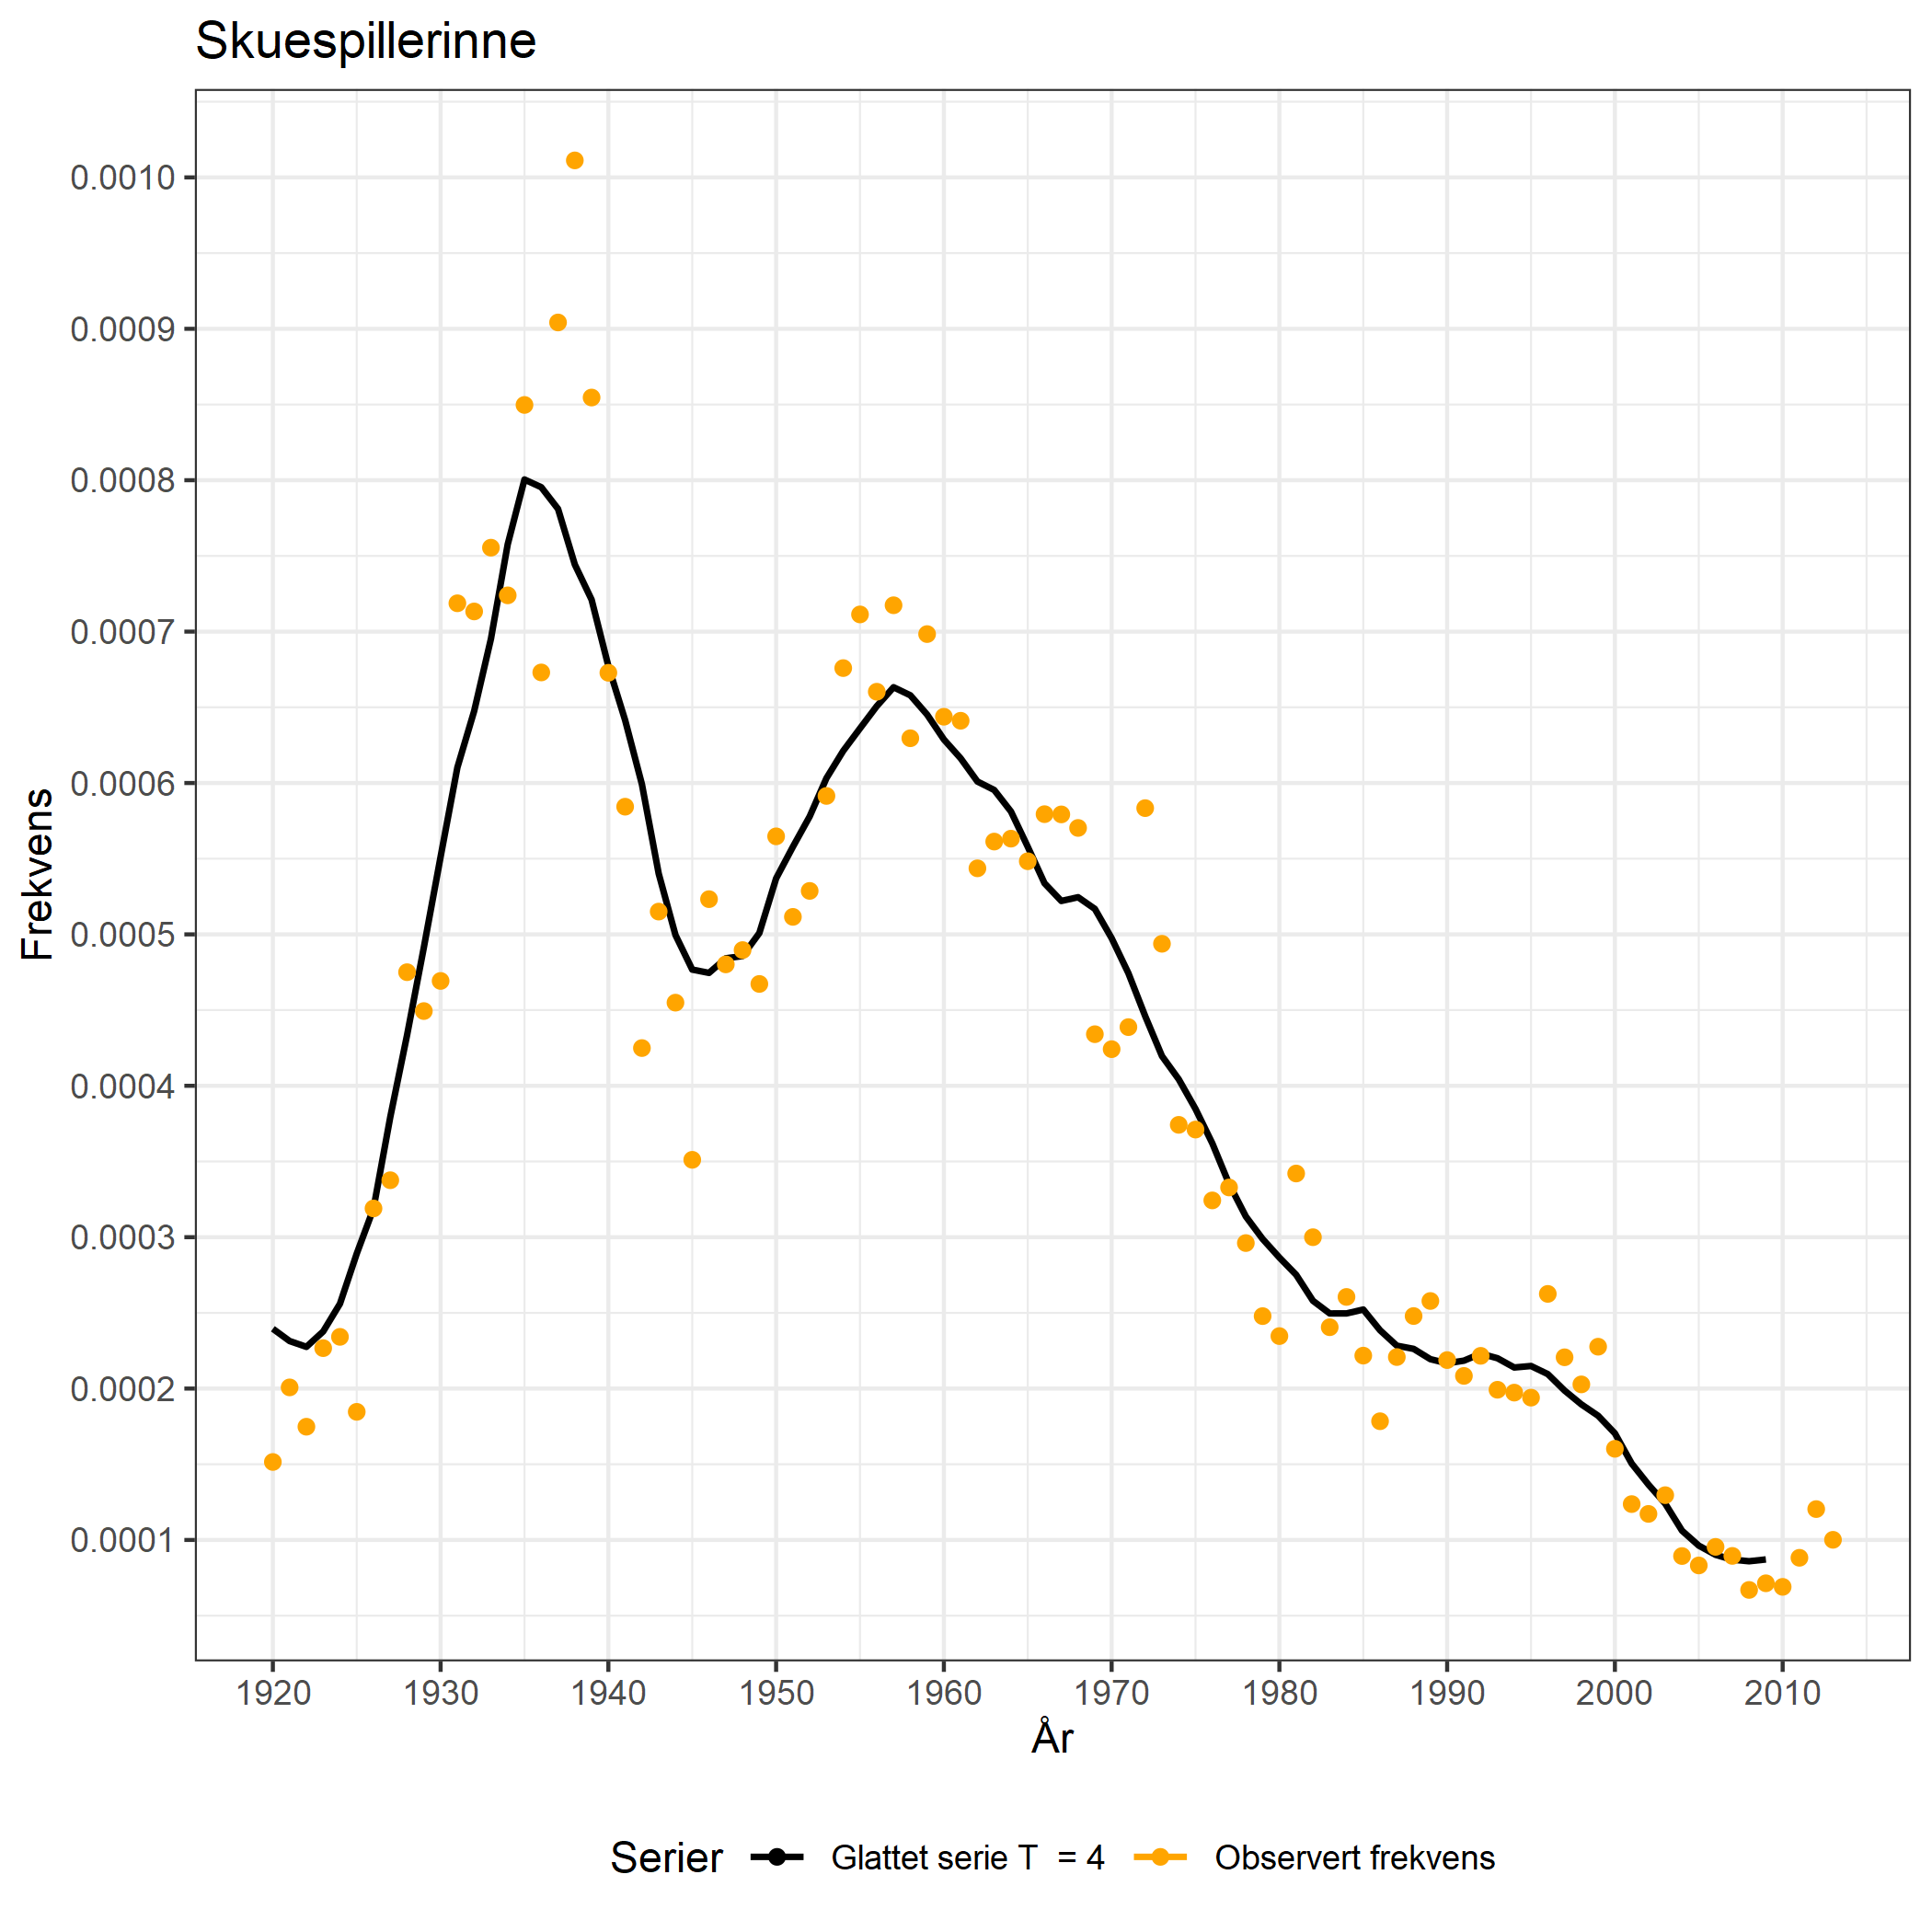 Skuespillerinne
0.0010
0.0009
0.0008
0.0007
0.0006
0.0005
0.0004
0.0003
0.0002
0.0001
Frekvens
1920 1930 1940 1950 1960 1970 1980 1990 2000 2010
År
Serier Glattet serie T = 4 Observert frekvens